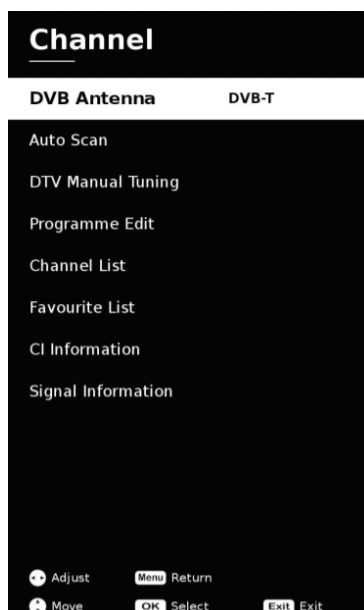 Channel
DVB Antenna DVB-T
Auto Scan
DTV Manual Tuning
Programme Edit
Channel List
Favourite List
CI Information
Signal Information
Adjust Menu Return
Move OK Select Exit Exit